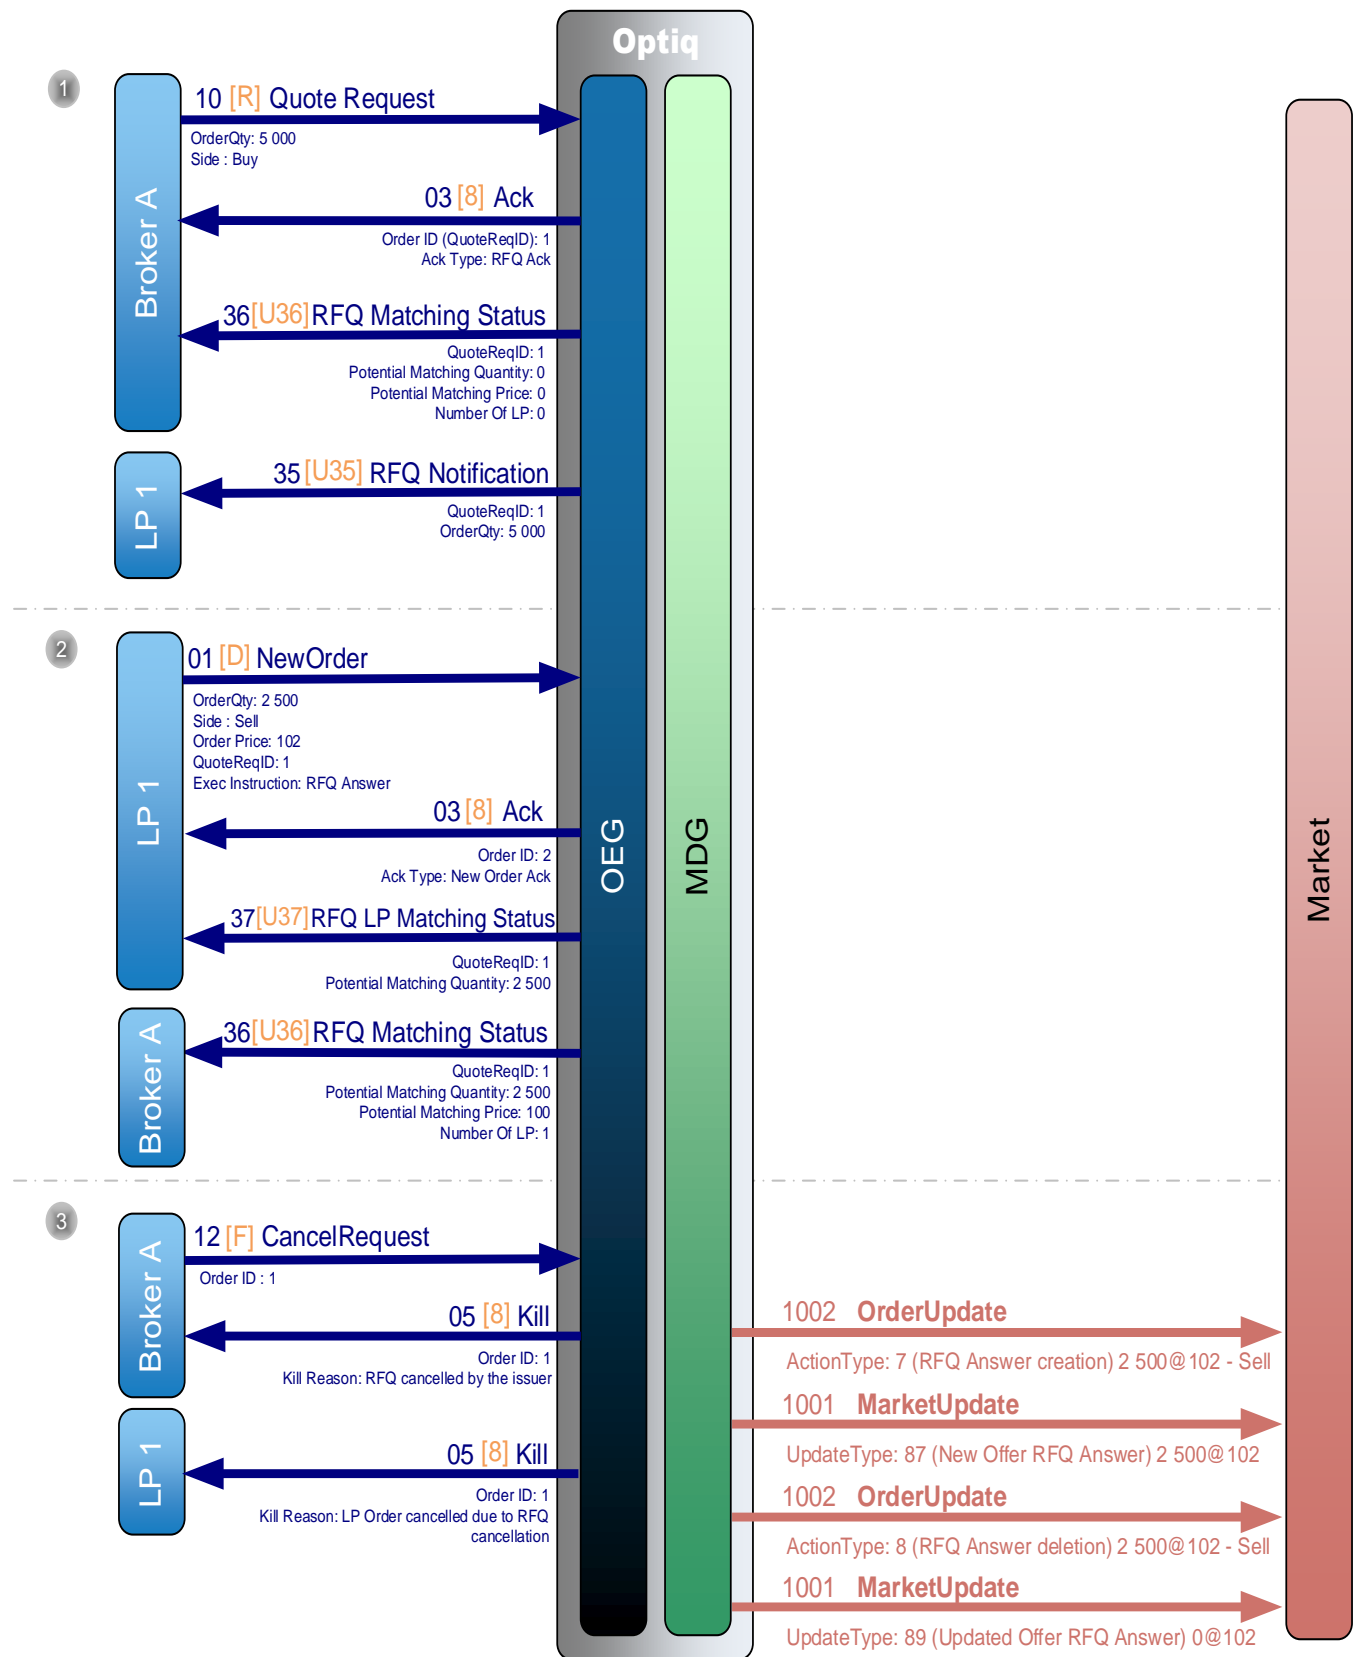 Optiq
1
Broker A
10 [R] Quote Request
OrderQty: 5 000
Side : Buy
03 [8] Ack
Order ID (QuoteReqID): 1
Ack Type: RFQ Ack
36[U36]RFQ Matching Status
QuoteReqID: 1
Potential Matching Quantity: 0
Potential Matching Price: 0
Number Of LP: 0
LP 1
35 [U35] RFQ Notification
QuoteReqID: 1
OrderQty: 5 000
2
LP 1
01 [D] NewOrder
OrderQty: 2 500
Side : Sell
Order Price: 102
QuoteReqID: 1
Exec Instruction: RFQ Answer
03 [8] Ack
Order ID: 2
Ack Type: New Order Ack
37[U37]RFQ LP Matching Status
QuoteReqID: 1
Potential Matching Quantity: 2 500
Broker A
36[U36]RFQ Matching Status
QuoteReqID: 1
Potential Matching Quantity: 2 500
Potential Matching Price: 100
Number Of LP: 1
OEG
MDG
Market
3
Broker A
12 [F] CancelRequest
Order ID : 1
05 [8] Kill
Order ID: 1
Kill Reason: RFQ cancelled by the issuer
LP 1
05 [8] Kill
Order ID: 1
Kill Reason: LP Order cancelled due to RFQ
cancellation
1002 OrderUpdate
ActionType: 7 (RFQ Answer creation) 2 500@102 - Sell
1001 MarketUpdate
UpdateType: 87 (New Offer RFQ Answer) 2 500@102
1002 OrderUpdate
ActionType: 8 (RFQ Answer deletion) 2 500@102 - Sell
1001 MarketUpdate
UpdateType: 89 (Updated Offer RFQ Answer) 0@102